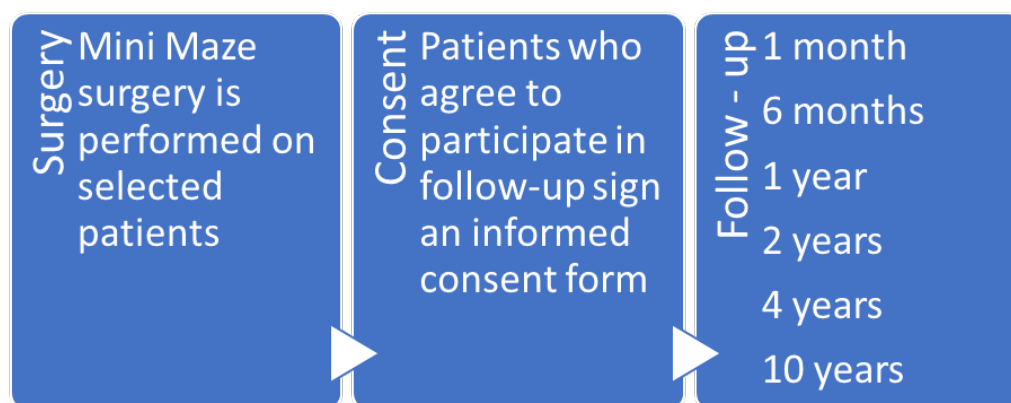 Surgery
Mini Maze
surgery is
performed on
selected
patients
Consent
Patients who
agree to
participate in
follow-up sign
an informed
consent form
Follow - up
1 month
6 months
1 year
2 years
4 years
10 years